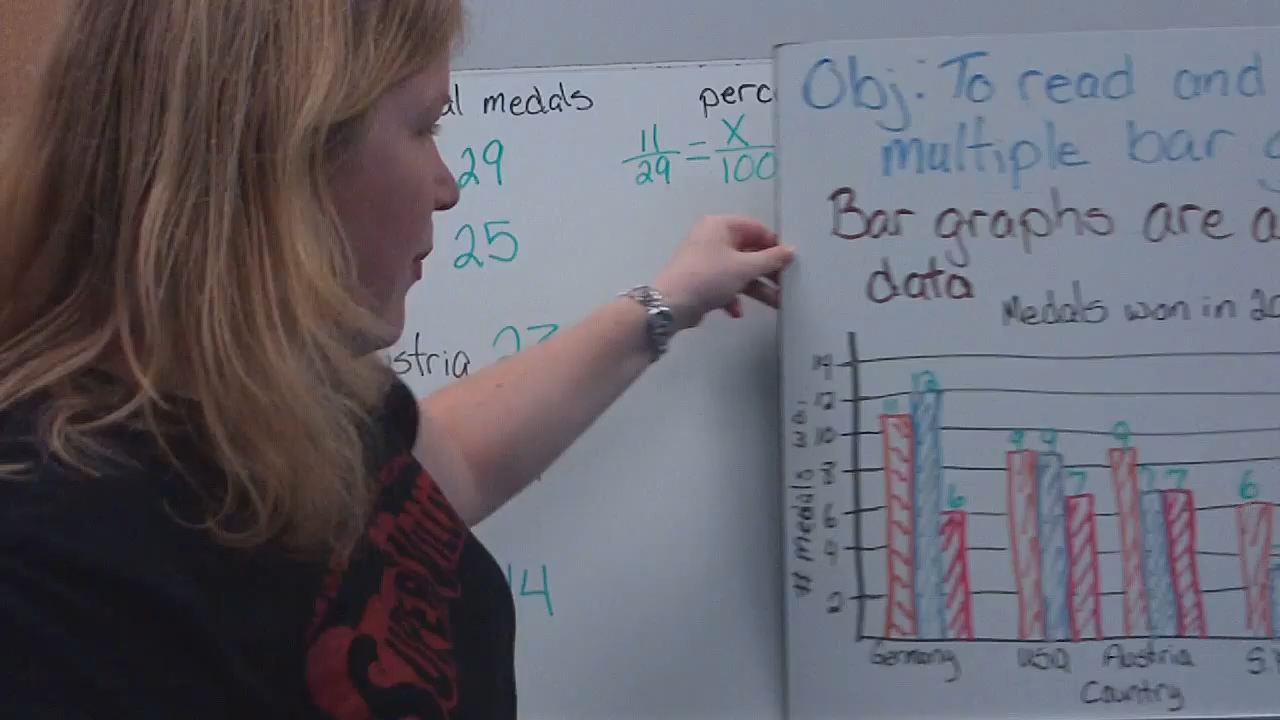 al medals
29
25
stria 23
14
perc
11/29 = X/100
Obj: To read and
multiple bar g
Bar graphs are a
data
Medals won in 20
# medals
14
12
10
8
6
4
2
11 12 6
9 9 7
9 7 7
6
Germany USA Austria S.
Country
SUPER